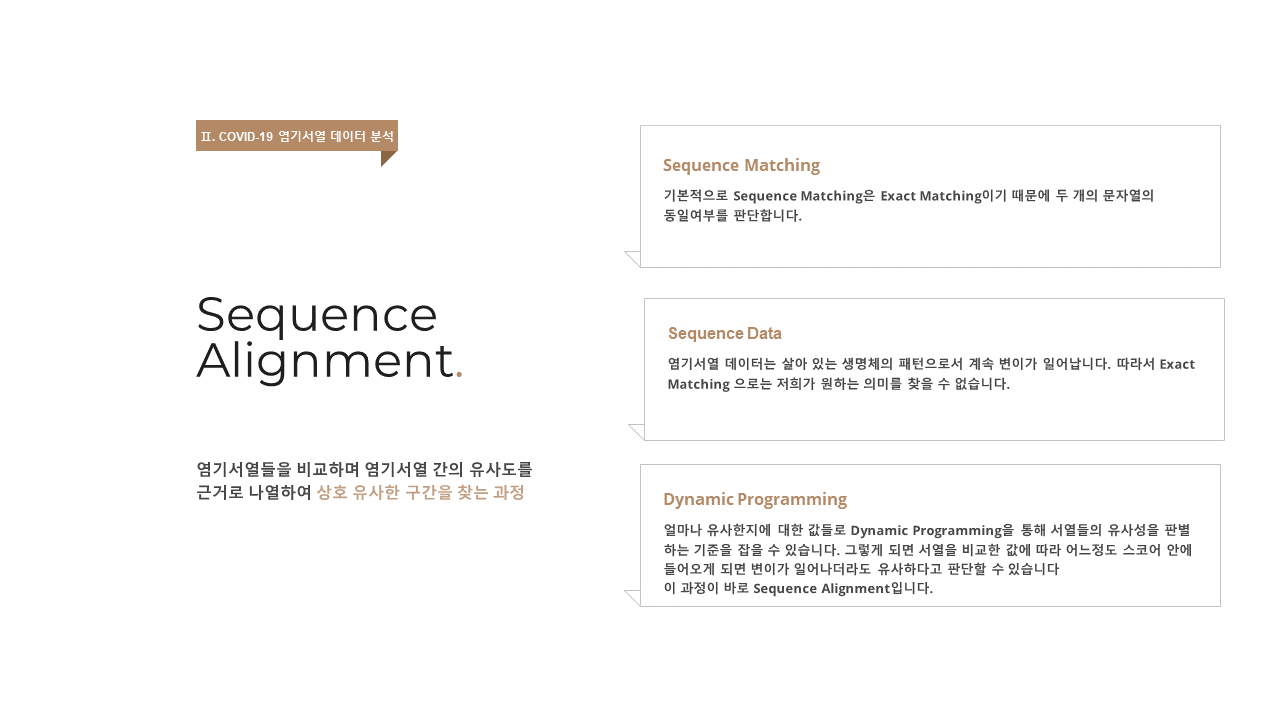 Ⅱ. COVID-19 염기서열 데이터 분석
Sequence
Alignment.
염기서열들을 비교하며 염기서열 간의 유사도를
근거로 나열하여 상호 유사한 구간을 찾는 과정
Sequence Matching
기본적으로 Sequence Matching은 Exact Matching이기 때문에 두 개의 문자열의
동일여부를 판단합니다.
Sequence Data
염기서열 데이터는 살아 있는 생명체의 패턴으로서 계속 변이가 일어납니다. 따라서 Exact
Matching 으로는 저희가 원하는 의미를 찾을 수 없습니다.
Dynamic Programming
얼마나 유사한지에 대한 값들로 Dynamic Programming을 통해 서열들의 유사성을 판별
하는 기준을 잡을 수 있습니다. 그렇게 되면 서열을 비교한 값에 따라 어느정도 스코어 안에
들어오게 되면 변이가 일어나더라도 유사하다고 판단할 수 있습니다
이 과정이 바로 Sequence Alignment입니다.